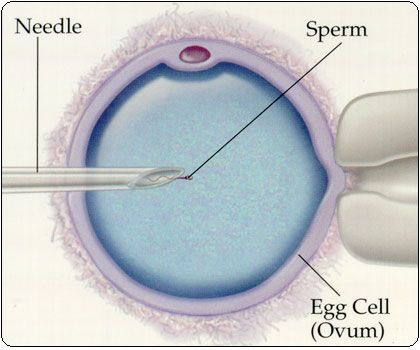 Needle
Sperm
Egg Cell
(Ovum)